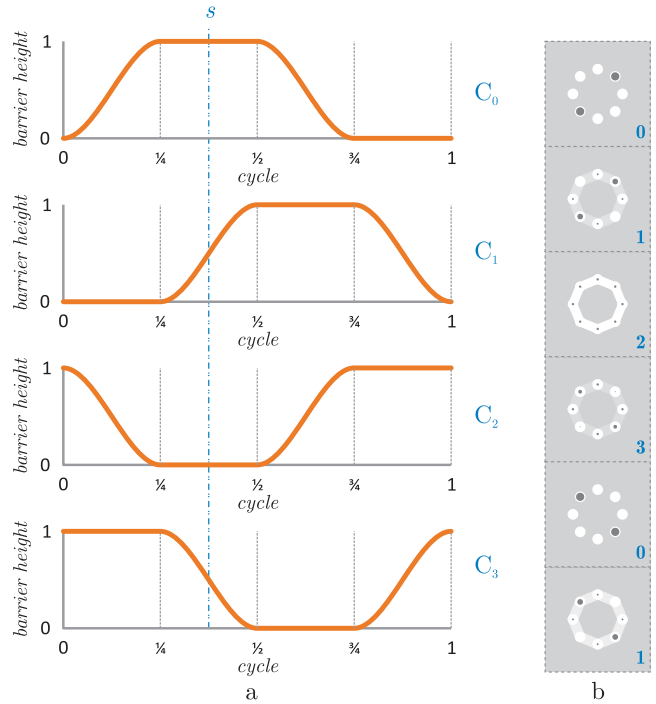 s
barrier height
1
0
0 ¼ ½ ¾ 1
cycle
C₀
barrier height
1
0
0 ¼ ½ ¾ 1
cycle
C₁
barrier height
1
0
0 ¼ ½ ¾ 1
cycle
C₂
barrier height
1
0
0 ¼ ½ ¾ 1
cycle
C₃
a
0
1
2
3
0
1
b